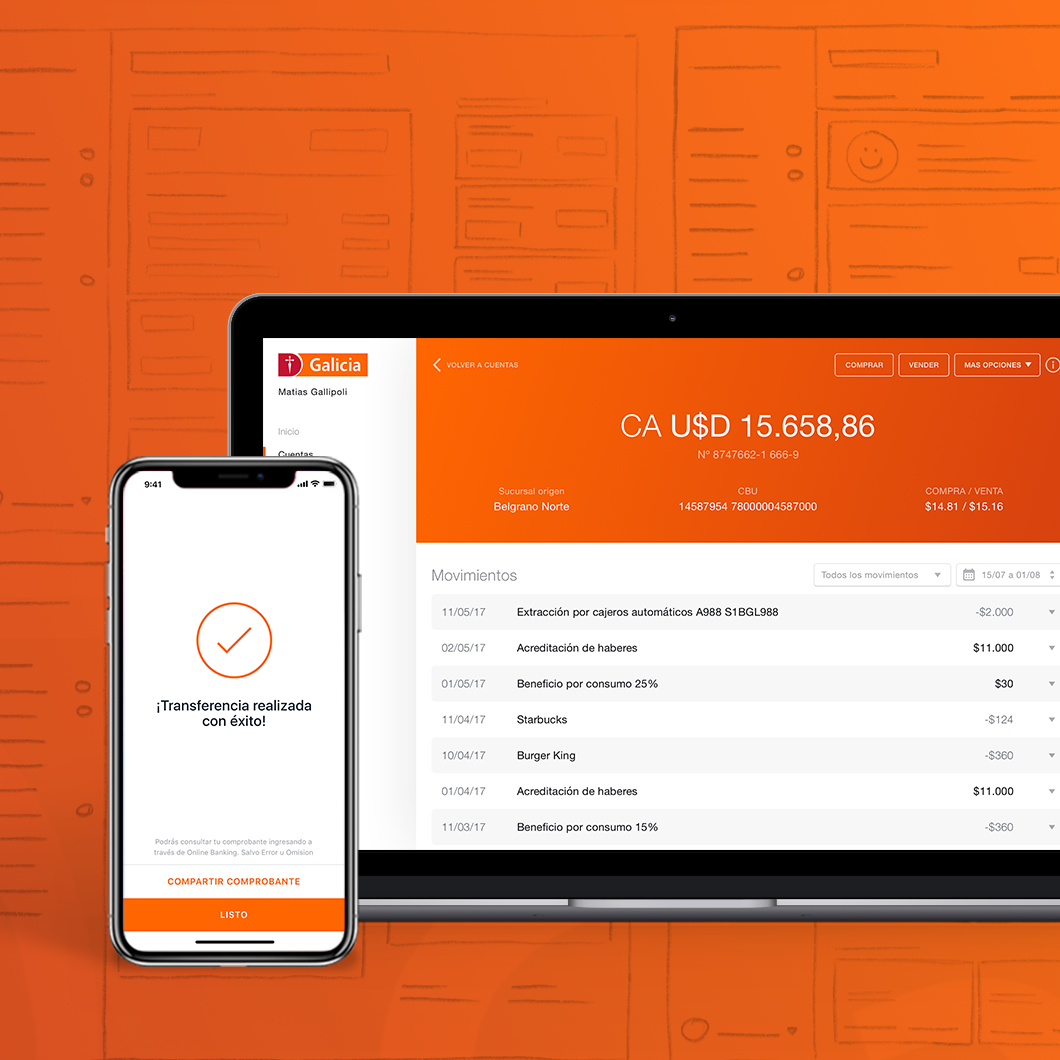 Galicia
Matias Gallipoli
Inicio
Cuentas
VOLVER A CUENTAS
COMPRAR
VENDER
MAS OPCIONES
CA U$D 15.658,86
N° 8747662-1 666-9
Sucursal origen
Belgrano Norte
CBU
14587954 78000004587000
COMPRA / VENTA
$14.81 / $15.16
Movimientos
Todos los movimientos
15/07 a 01/08
11/05/17 Extracción por cajeros automáticos A988 S1BGL988 -$2.000
02/05/17 Acreditación de haberes $11.000
01/05/17 Beneficio por consumo 25% $30
11/04/17 Starbucks -$124
10/04/17 Burger King -$360
01/04/17 Acreditación de haberes $11.000
11/03/17 Beneficio por consumo 15% -$360
9:41
¡Transferencia realizada
con éxito!
Podrás consultar tu comprobante ingresando a
través de Online Banking. Salvo Error u Omision
COMPARTIR COMPROBANTE
LISTO